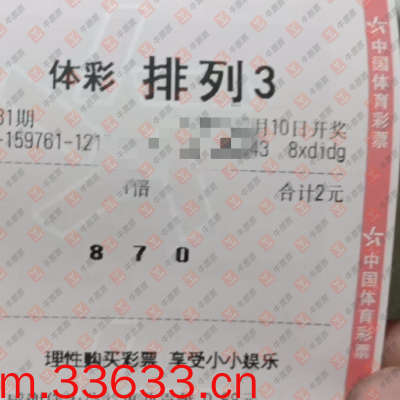 体彩 排列3
31期
月10日开奖
-159761-121
43 8xdidg
1倍 合计2元
8 7 0
理性购买彩票 享受小小娱乐
m.33633.cn
中国体育彩票
中国体育彩票